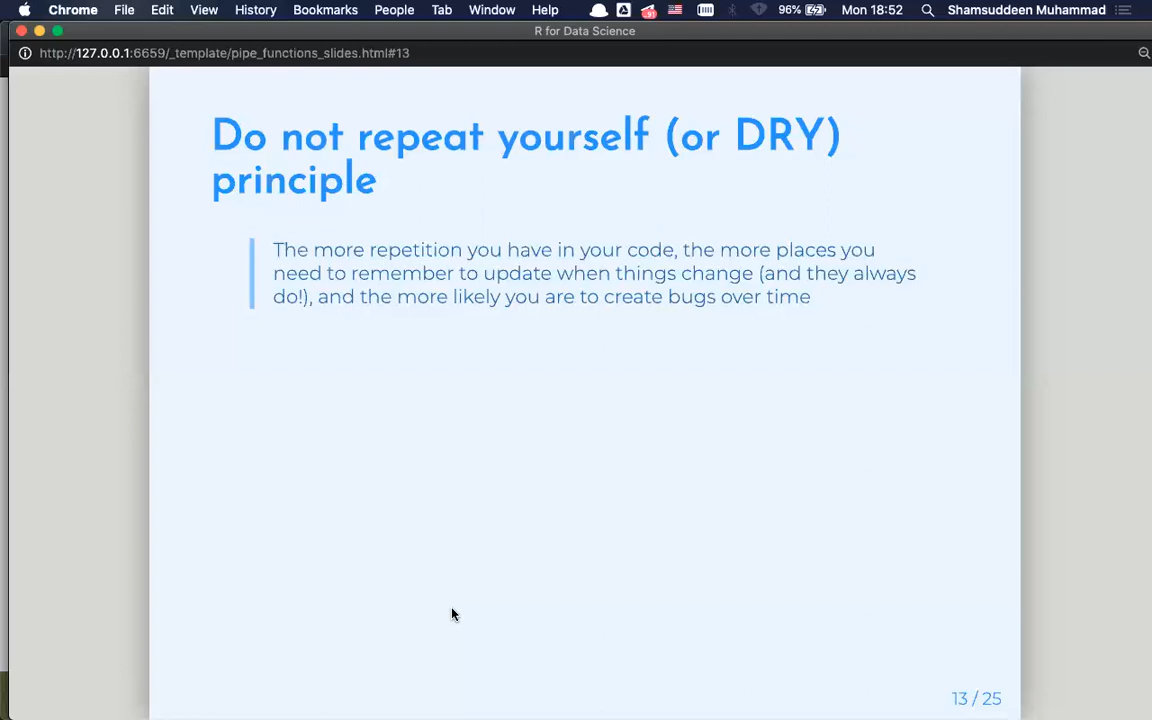 Chrome File Edit View History Bookmarks People Tab Window Help 96% Mon 18:52 Shamsuddeen Muhammad
R for Data Science
http://127.0.0.1:6659/_template/pipe_functions_slides.html#13
Do not repeat yourself (or DRY)
principle
The more repetition you have in your code, the more places you
need to remember to update when things change (and they always
do!), and the more likely you are to create bugs over time
13 / 25